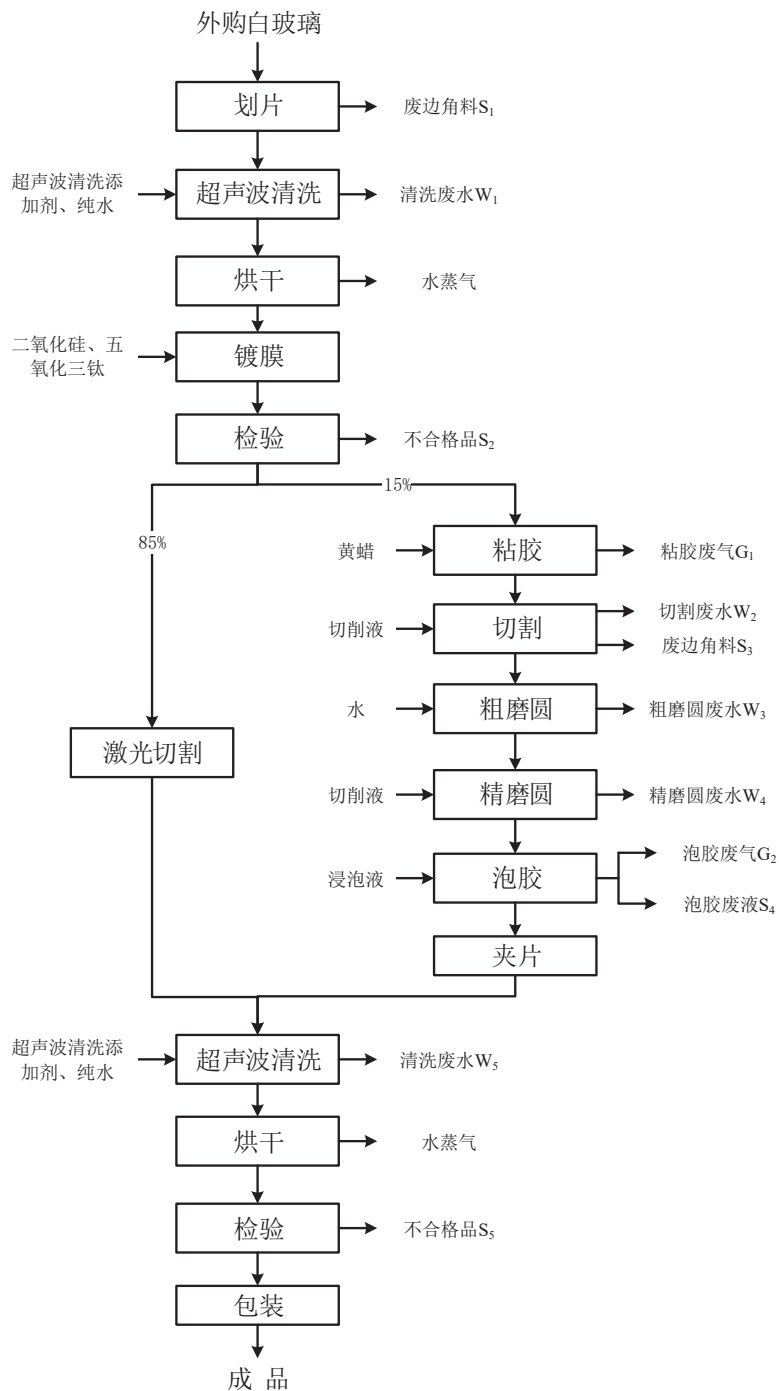 外购白玻璃
划片
废边角料S₁
超声波清洗添
加剂、纯水
超声波清洗
清洗废水W₁
烘干
水蒸气
二氧化硅、五
氧化三钛
镀膜
检验
不合格品S₂
15%
85%
黄蜡
粘胶
粘胶废气G₁
切削液
切割
切割废水W₂
废边角料S₃
水
粗磨圆
粗磨圆废水W₃
激光切割
切削液
精磨圆
精磨圆废水W₄
浸泡液
泡胶
泡胶废气G₂
泡胶废液S₄
夹片
超声波清洗添
加剂、纯水
超声波清洗
清洗废水W₅
烘干
水蒸气
检验
不合格品S₅
包装
成 品